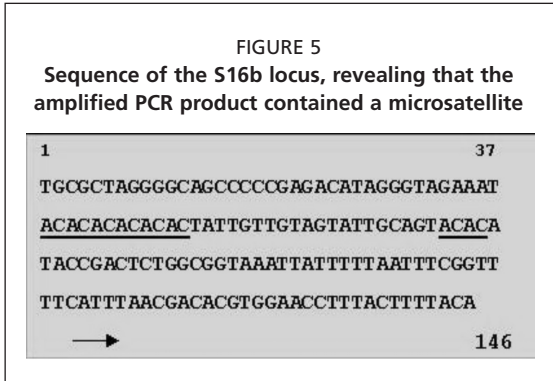 FIGURE 5
Sequence of the S16b locus, revealing that the
amplified PCR product contained a microsatellite
1 37
TGCGCTAGGGGCAGCCCCCGAGACATAGGGTAGAAAT
ACACACACACACTATTGTTGTAGTATTGCAGTACACA
TACCGACTCTGGCGGTAAATTATTTTTAATTTCGGTT
TTCATTTAACGACACGTGGAACCTTTACTTTTACA
146